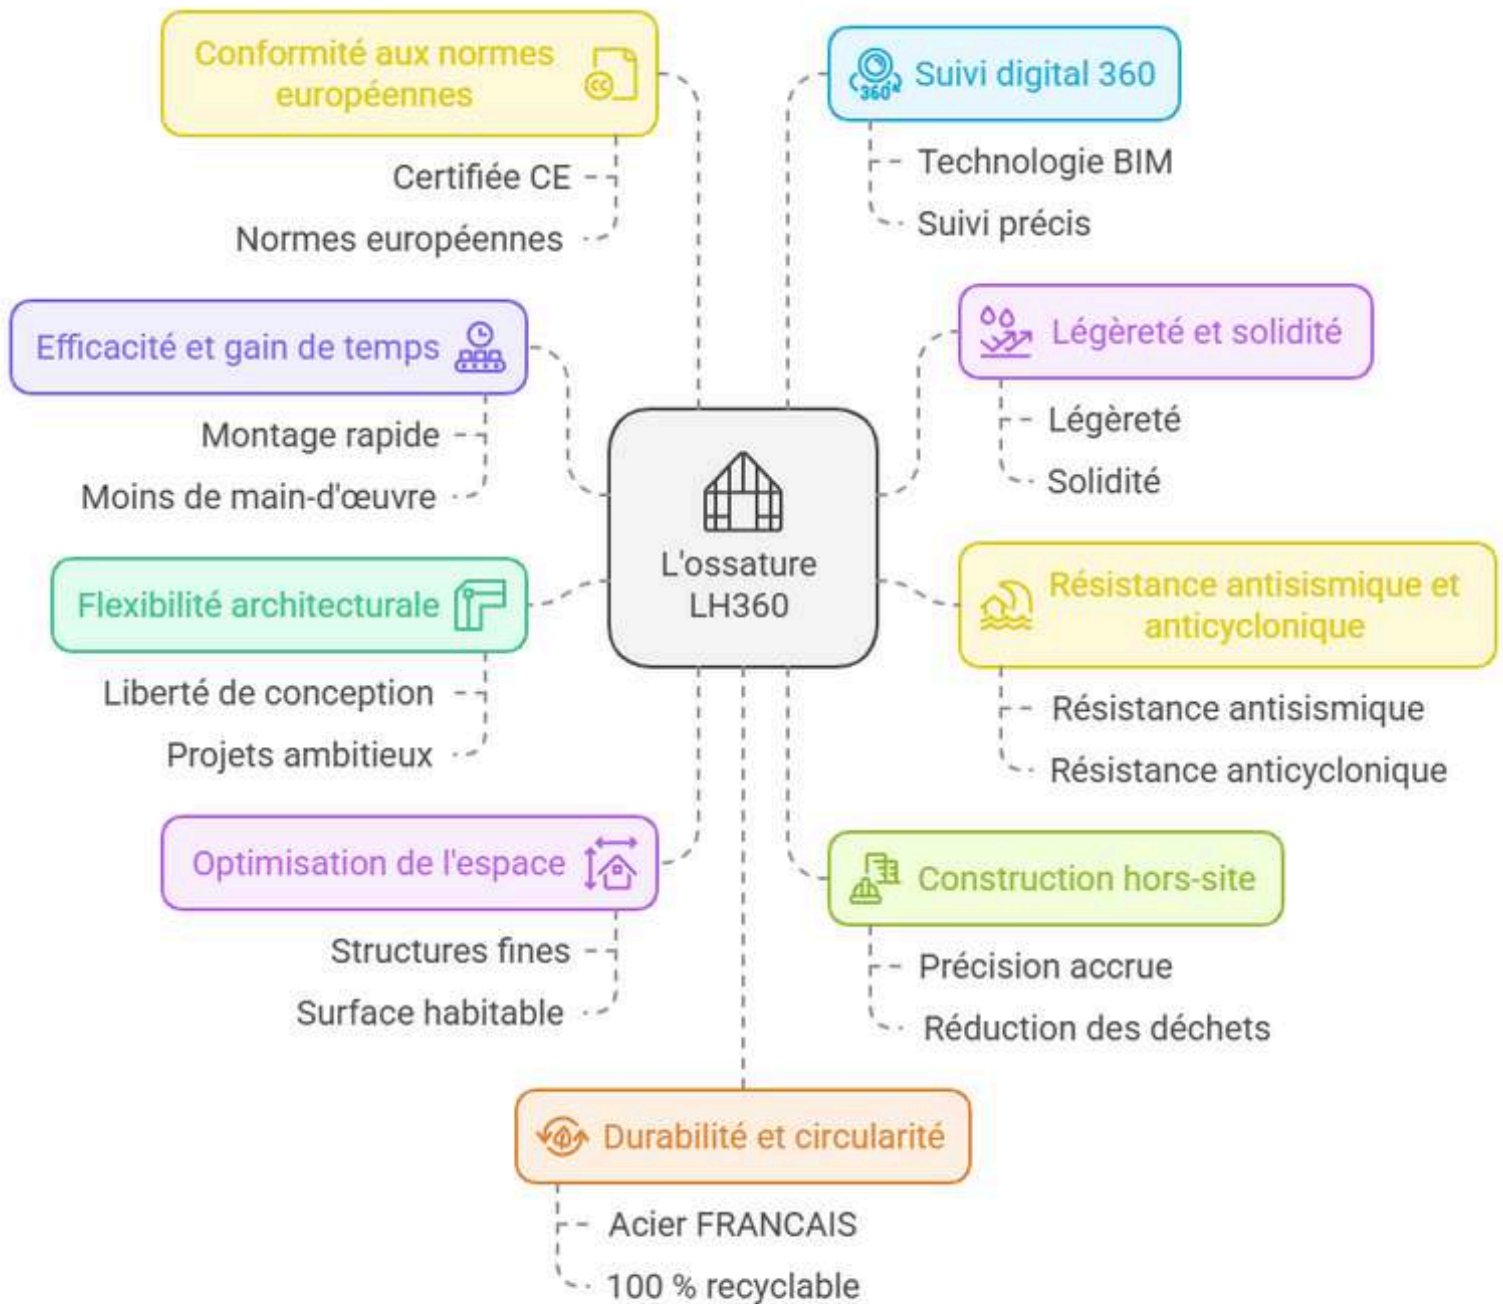 Conformité aux normes
européennes
CC
Certifiée CE
Normes européennes
360°
Suivi digital 360
Technologie BIM
Suivi précis
Efficacité et gain de temps
Montage rapide
Moins de main-d'œuvre
Légèreté et solidité
Légèreté
Solidité
L'ossature
LH360
Flexibilité architecturale
Liberté de conception
Projets ambitieux
Résistance antisismique et
anticyclonique
Résistance antisismique
Résistance anticyclonique
Optimisation de l'espace
Structures fines
Surface habitable
Construction hors-site
Précision accrue
Réduction des déchets
Durabilité et circularité
Acier FRANCAIS
100 % recyclable